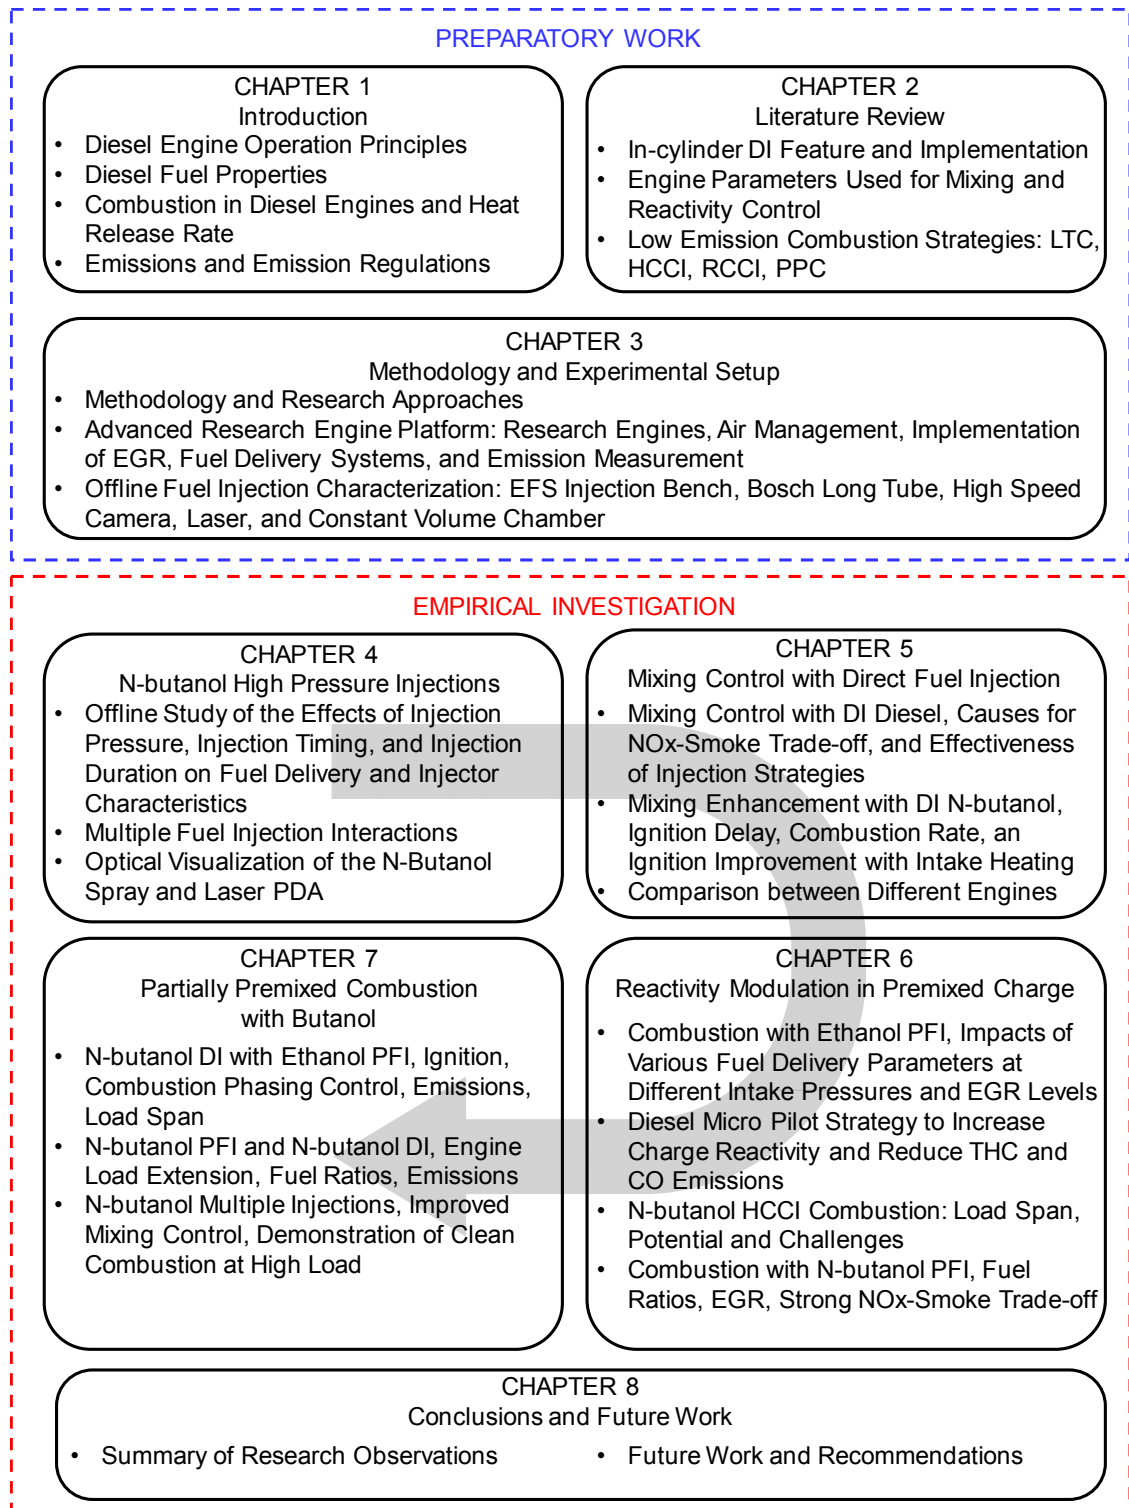 PREPARATORY WORK
CHAPTER 1
Introduction
• Diesel Engine Operation Principles
• Diesel Fuel Properties
• Combustion in Diesel Engines and Heat
Release Rate
• Emissions and Emission Regulations
CHAPTER 2
Literature Review
• In-cylinder DI Feature and Implementation
• Engine Parameters Used for Mixing and
Reactivity Control
• Low Emission Combustion Strategies: LTC,
HCCI, RCCI, PPC
CHAPTER 3
Methodology and Experimental Setup
• Methodology and Research Approaches
• Advanced Research Engine Platform: Research Engines, Air Management, Implementation
of EGR, Fuel Delivery Systems, and Emission Measurement
• Offline Fuel Injection Characterization: EFS Injection Bench, Bosch Long Tube, High Speed
Camera, Laser, and Constant Volume Chamber
EMPIRICAL INVESTIGATION
CHAPTER 4
N-butanol High Pressure Injections
• Offline Study of the Effects of Injection
Pressure, Injection Timing, and Injection
Duration on Fuel Delivery and Injector
Characteristics
• Multiple Fuel Injection Interactions
• Optical Visualization of the N-Butanol
Spray and Laser PDA
CHAPTER 5
Mixing Control with Direct Fuel Injection
• Mixing Control with DI Diesel, Causes for
NOx-Smoke Trade-off, and Effectiveness
of Injection Strategies
• Mixing Enhancement with DI N-butanol,
Ignition Delay, Combustion Rate, an
Ignition Improvement with Intake Heating
• Comparison between Different Engines
CHAPTER 7
Partially Premixed Combustion
with Butanol
• N-butanol DI with Ethanol PFI, Ignition,
Combustion Phasing Control, Emissions,
Load Span
• N-butanol PFI and N-butanol DI, Engine
Load Extension, Fuel Ratios, Emissions
• N-butanol Multiple Injections, Improved
Mixing Control, Demonstration of Clean
Combustion at High Load
CHAPTER 6
Reactivity Modulation in Premixed Charge
• Combustion with Ethanol PFI, Impacts of
Various Fuel Delivery Parameters at
Different Intake Pressures and EGR Levels
• Diesel Micro Pilot Strategy to Increase
Charge Reactivity and Reduce THC and
CO Emissions
• N-butanol HCCI Combustion: Load Span,
Potential and Challenges
• Combustion with N-butanol PFI, Fuel
Ratios, EGR, Strong NOx-Smoke Trade-off
CHAPTER 8
Conclusions and Future Work
• Summary of Research Observations
• Future Work and Recommendations